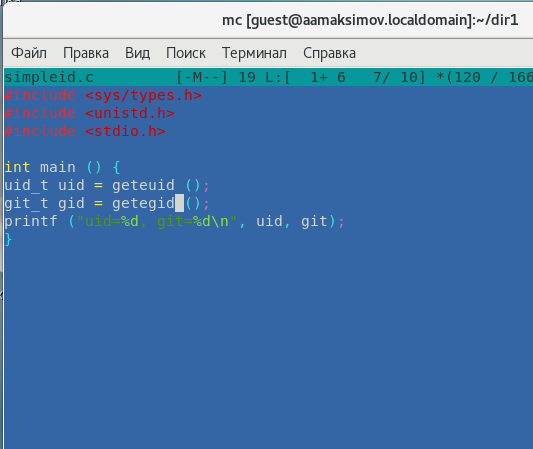 mc [guest@aamaksimov.localdomain]:~/dir1
Файл Правка Вид Поиск Терминал Справка
simpleid.c [-M--] 19 L:[ 1+ 6 7/ 10] *(120 / 166
#include <sys/types.h>
#include <unistd.h>
#include <stdio.h>
int main () {
uid_t uid = geteuid ();
git_t gid = getegid ();
printf ("uid=%d, git=%d\n", uid, git);
}